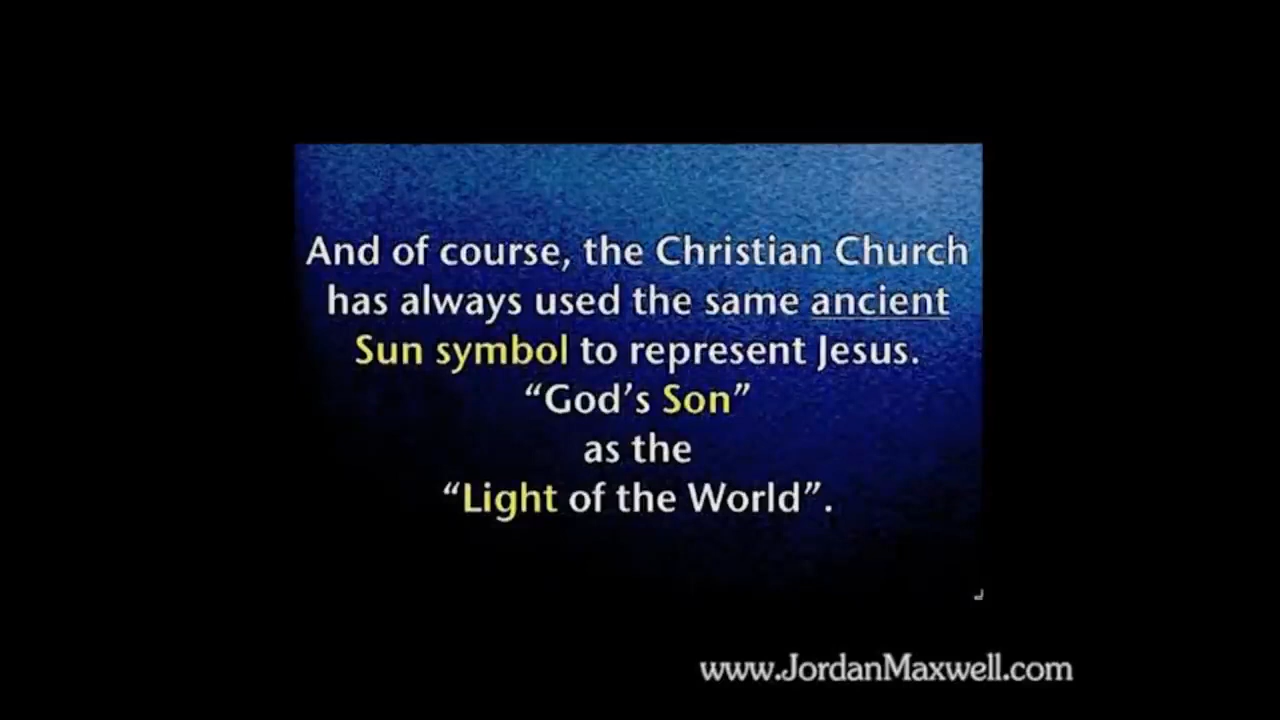 And of course, the Christian Church
has always used the same ancient
Sun symbol to represent Jesus.
“God’s Son”
as the
“Light of the World”.
www.JordanMaxwell.com